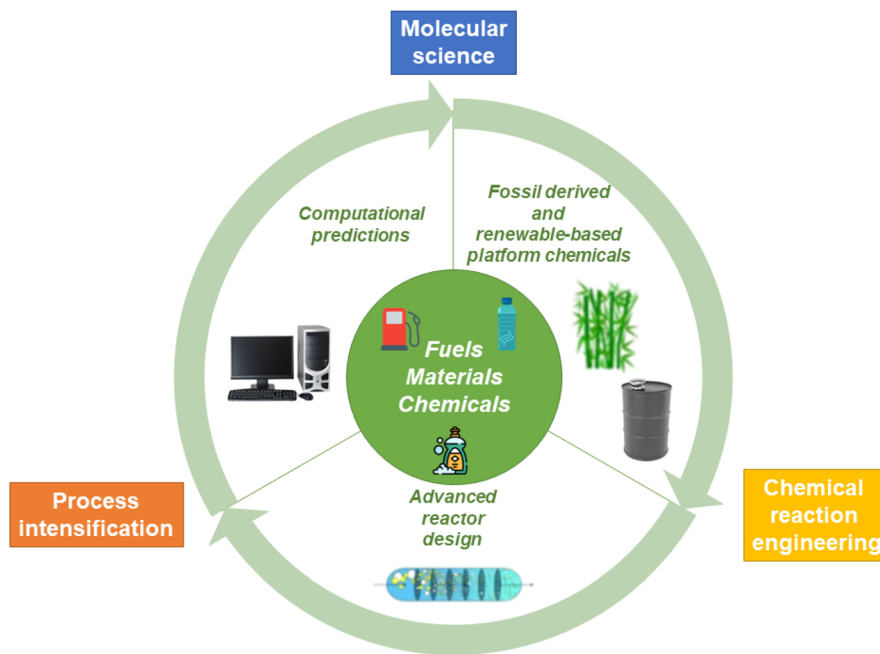 Molecular
science
Computational
predictions
Fossil derived
and
renewable-based
platform chemicals
Fuels
Materials
Chemicals
Process
intensification
Advanced
reactor
design
Chemical
reaction
engineering